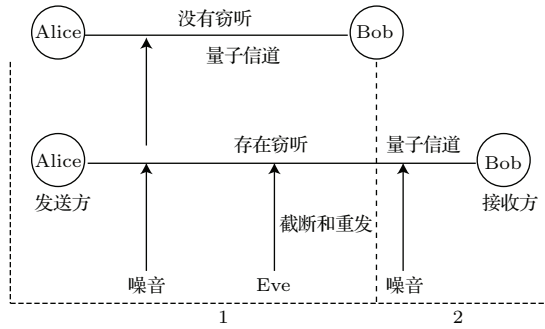 没有窃听
Alice
Bob
量子信道
存在窃听
量子信道
Alice
Bob
发送方
接收方
截断和重发
噪音
Eve
噪音
1
2